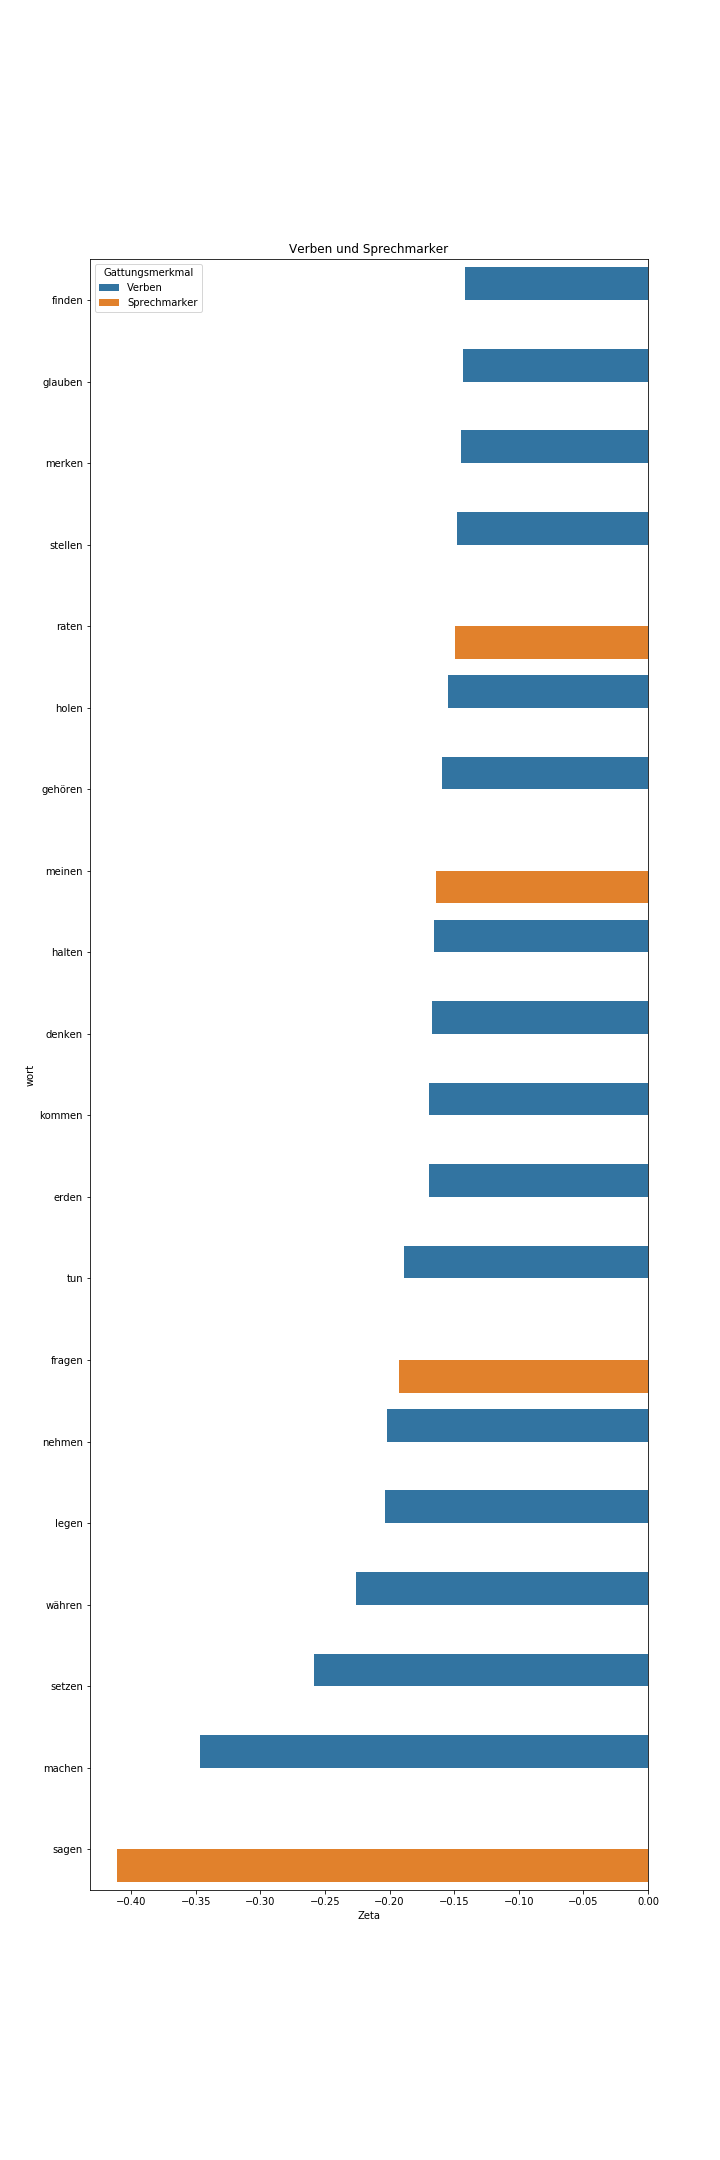 Verben und Sprechmarker
Gattungsmerkmal
Verben
Sprechmarker
finden
glauben
merken
stellen
raten
holen
gehören
meinen
halten
denken
wort
kommen
erden
tun
fragen
nehmen
legen
währen
setzen
machen
sagen
−0.40 −0.35 −0.30 −0.25 −0.20 −0.15 −0.10 −0.05 0.00
Zeta